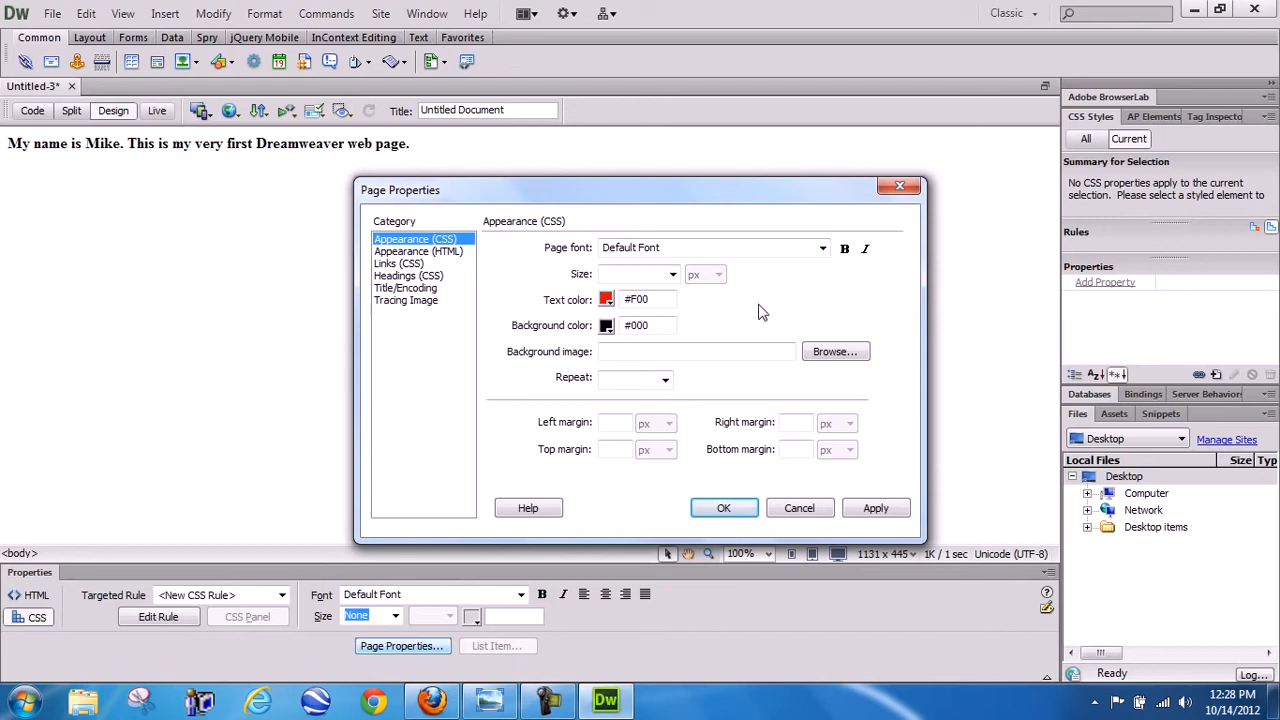 Dw File Edit View Insert Modify Format Commands Site Window Help Classic
Common Layout Forms Data Spry jQuery Mobile InContext Editing Text Favorites
Untitled-3* ×
Code Split Design Live Title: Untitled Document
My name is Mike. This is my very first Dreamweaver web page.
Page Properties
Category
Appearance (CSS)
Appearance (HTML)
Links (CSS)
Headings (CSS)
Title/Encoding
Tracing Image
Appearance (CSS)
Page font: Default Font B I
Size: px
Text color: #F00
Background color: #000
Background image: Browse...
Repeat:
Left margin: px Right margin: px
Top margin: px Bottom margin: px
Help OK Cancel Apply
Adobe BrowserLab
CSS Styles AP Elements Tag Inspecto
All Current
Summary for Selection
No CSS properties apply to the current
selection. Please select a styled element to
Rules
Properties
Add Property
Databases Bindings Server Behavior
Files Assets Snippets
Desktop Manage Sites
Local Files Size Typ
Desktop
Computer
Network
Desktop items
Ready Log...
<body> 100% 1131 x 445 1K / 1 sec Unicode (UTF-8)
Properties
<> HTML Targeted Rule <New CSS Rule> Font Default Font B I
CSS Edit Rule CSS Panel Size None
Page Properties... List Item...
Dw
12:28 PM
10/14/2012